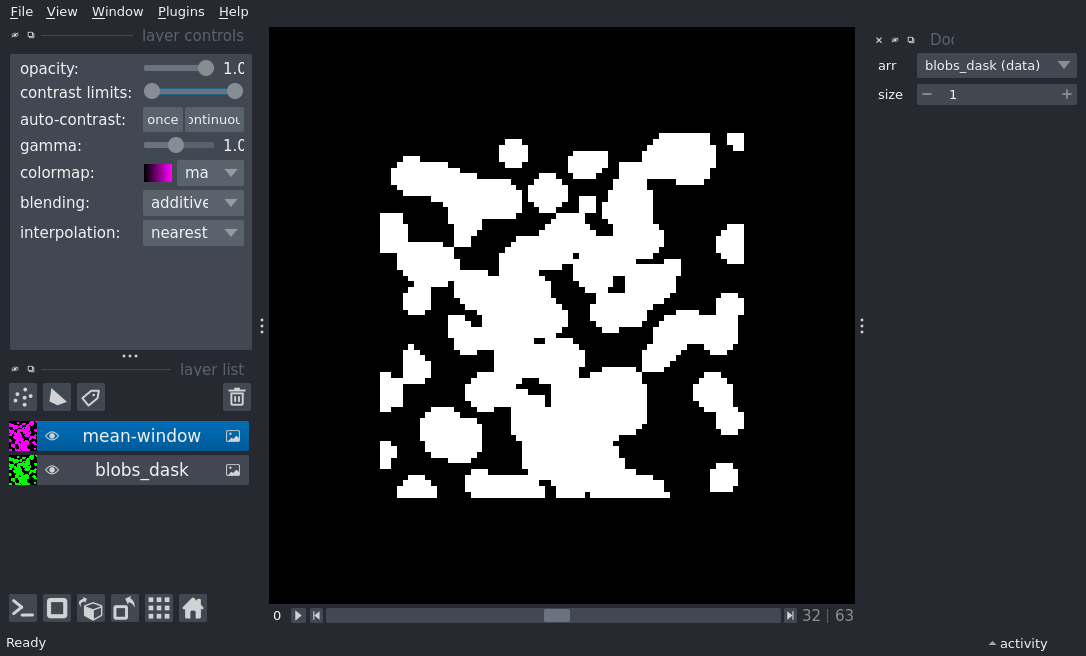 File View Window Plugins Help
layer controls
opacity: 1.0
contrast limits:
auto-contrast: once
gamma: 1.0
colormap: ma
blending: additive
interpolation: nearest
layer list
mean-window
blobs_dask
0 32 | 63
Ready
arr blobs_dask (data)
size 1
activity